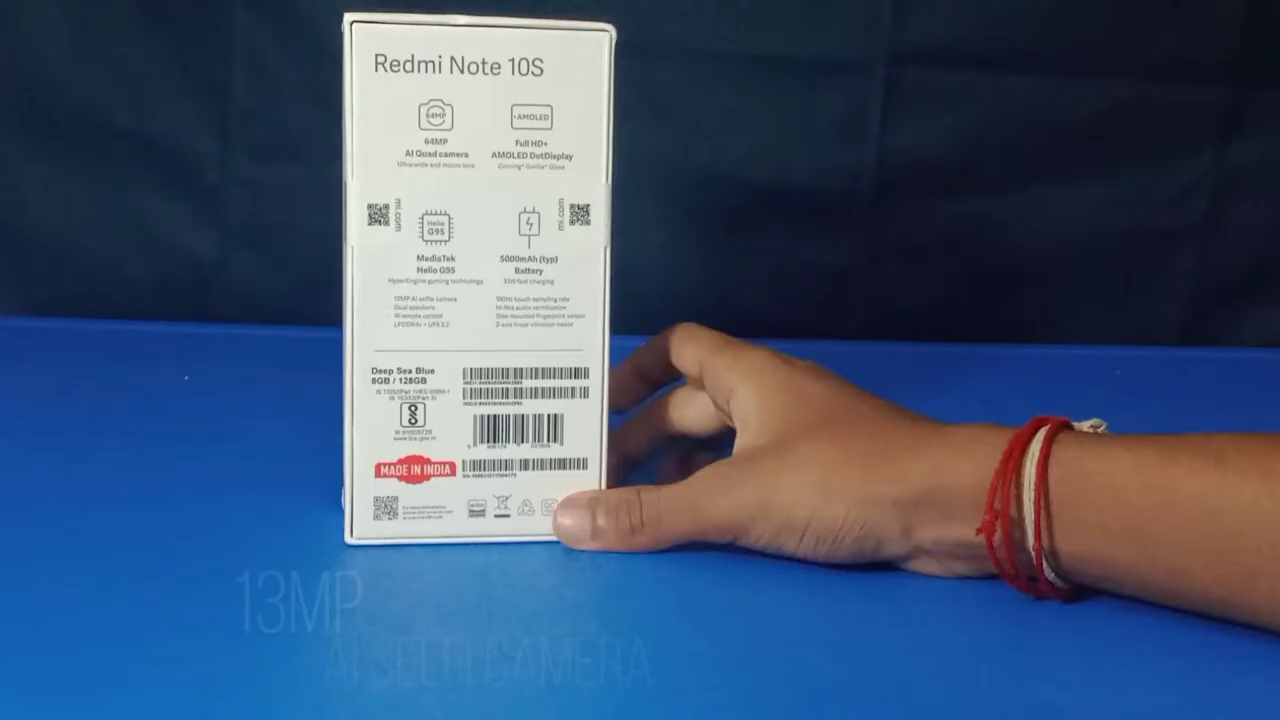 Redmi Note 10S
64MP
AMOLED
64MP
AI Quad camera
Ultra-wide and macro lens
Full HD+
AMOLED DotDisplay
Corning® Gorilla® Glass
mi.com
Helio
G95
mi.com
MediaTek
Helio G95
HyperEngine gaming technology
5000mAh (typ)
Battery
33W fast charging
13MP AI selfie camera
Dual speakers
IR remote control
LPDDR4x + UFS 2.2
180Hz touch sampling rate
Hi-Res audio certification
Side mounted fingerprint sensor
Z-axis linear vibration motor
Deep Sea Blue
8GB / 128GB
www.bis.gov.in
MADE IN INDIA
13MP
AI SELFI CAMERA